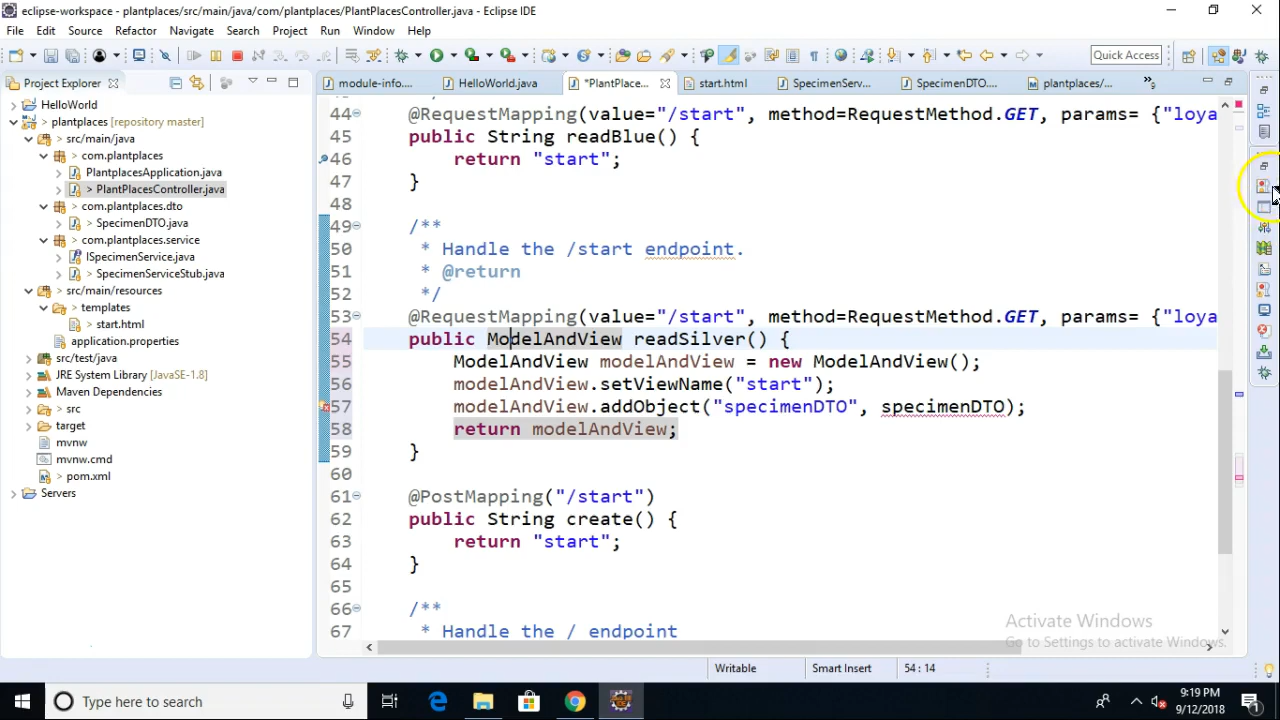 eclipse-workspace - plantplaces/src/main/java/com/plantplaces/PlantPlacesController.java - Eclipse IDE
File Edit Source Refactor Navigate Search Project Run Window Help
Quick Access
Project Explorer
module-info....
HelloWorld.java
*PlantPlace...
start.html
SpecimenServ...
SpecimenDTO....
plantplaces/...
HelloWorld
plantplaces [repository master]
src/main/java
com.plantplaces
PlantplacesApplication.java
> PlantPlacesController.java
> com.plantplaces.dto
> SpecimenDTO.java
> com.plantplaces.service
> ISpecimenService.java
> SpecimenServiceStub.java
> src/main/resources
templates
> start.html
application.properties
src/test/java
JRE System Library [JavaSE-1.8]
Maven Dependencies
> src
target
mvnw
mvnw.cmd
> pom.xml
Servers
44 @RequestMapping(value="/start", method=RequestMethod.GET, params= {"loya
45 public String readBlue() {
46 return "start";
47 }
48
49 /**
50 * Handle the /start endpoint.
51 * @return
52 */
53 @RequestMapping(value="/start", method=RequestMethod.GET, params= {"loya
54 public ModelAndView readSilver() {
55 ModelAndView modelAndView = new ModelAndView();
56 modelAndView.setViewName("start");
57 modelAndView.addObject("specimenDTO", specimenDTO);
58 return modelAndView;
59 }
60
61 @PostMapping("/start")
62 public String create() {
63 return "start";
64 }
65
66 /**
67 * Handle the / endpoint
Activate Windows
Go to Settings to activate Windows.
Writable
Smart Insert
54 : 14
Type here to search
9:19 PM
9/12/2018